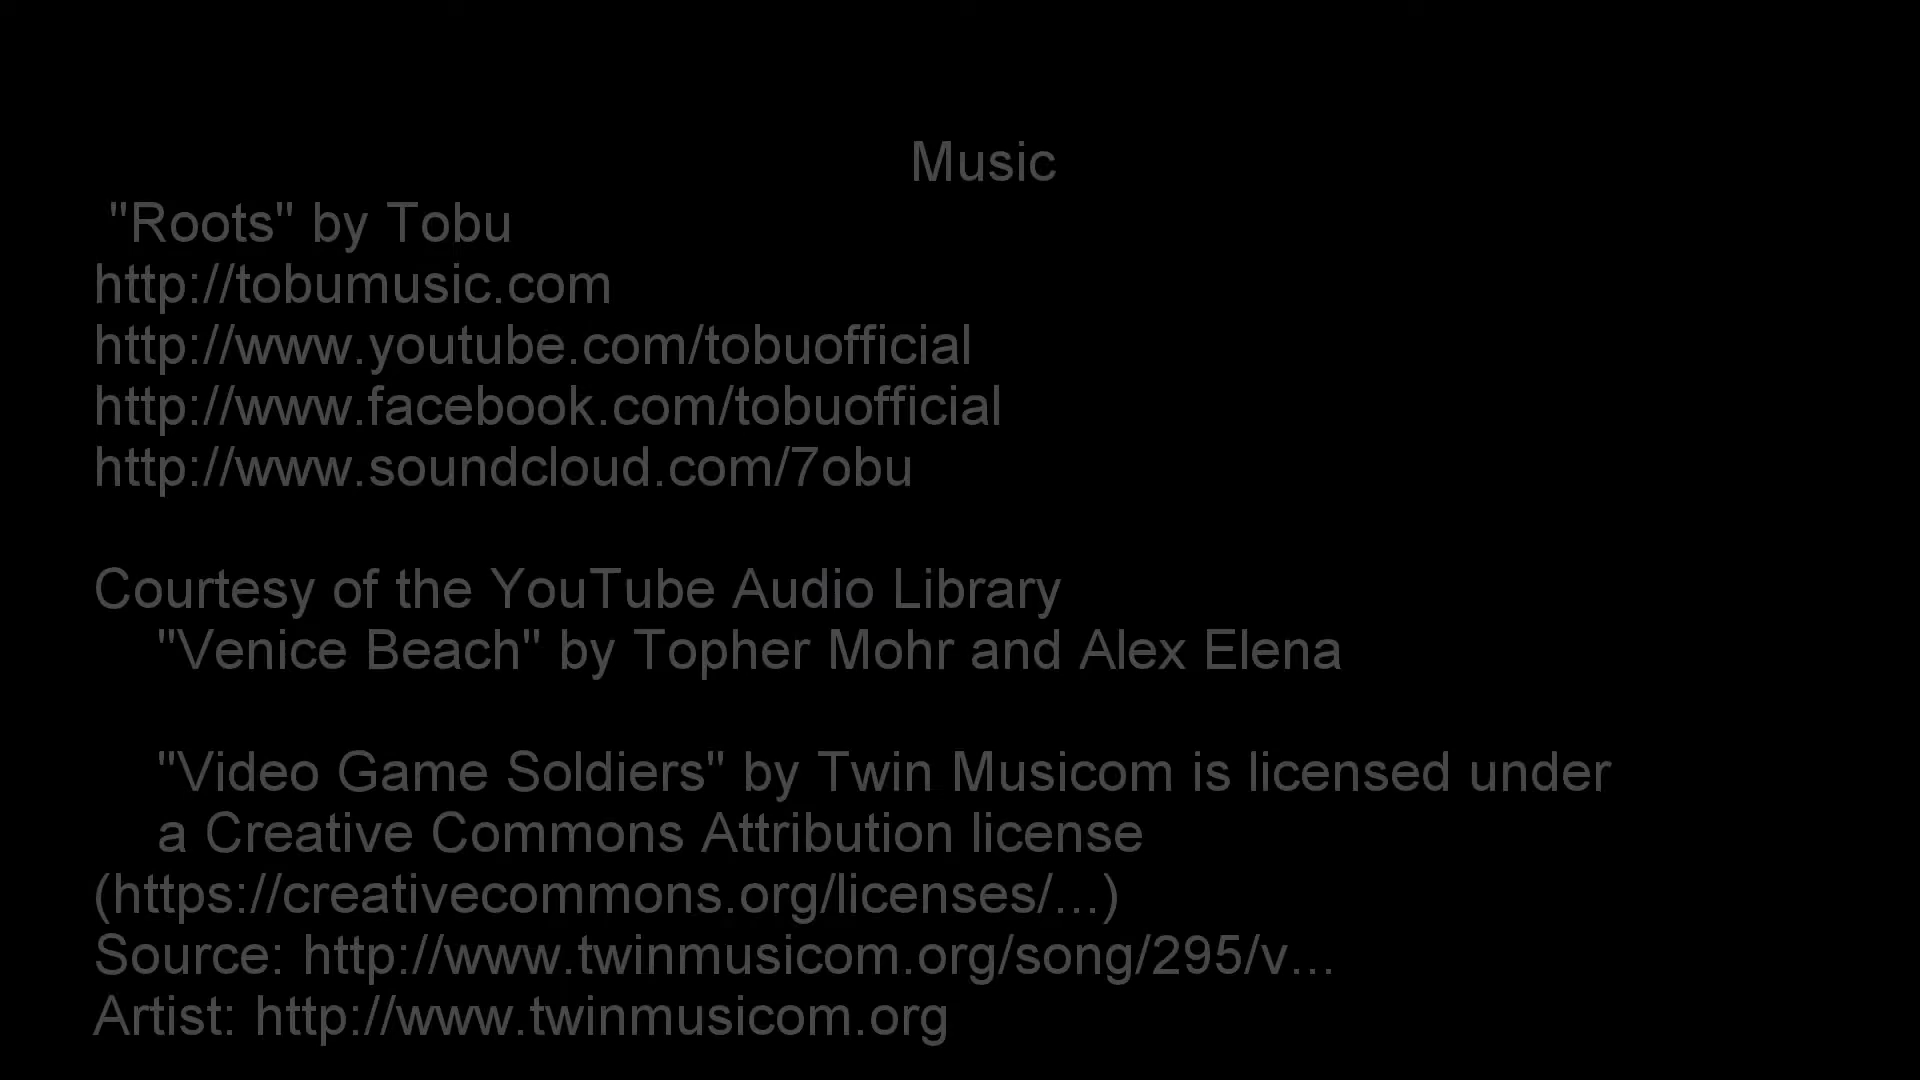 Music
"Roots" by Tobu
http://tobumusic.com
http://www.youtube.com/tobuofficial
http://www.facebook.com/tobuofficial
http://www.soundcloud.com/7obu
Courtesy of the YouTube Audio Library
"Venice Beach" by Topher Mohr and Alex Elena
"Video Game Soldiers" by Twin Musicom is licensed under
a Creative Commons Attribution license
(https://creativecommons.org/licenses/...)
Source: http://www.twinmusicom.org/song/295/v...
Artist: http://www.twinmusicom.org